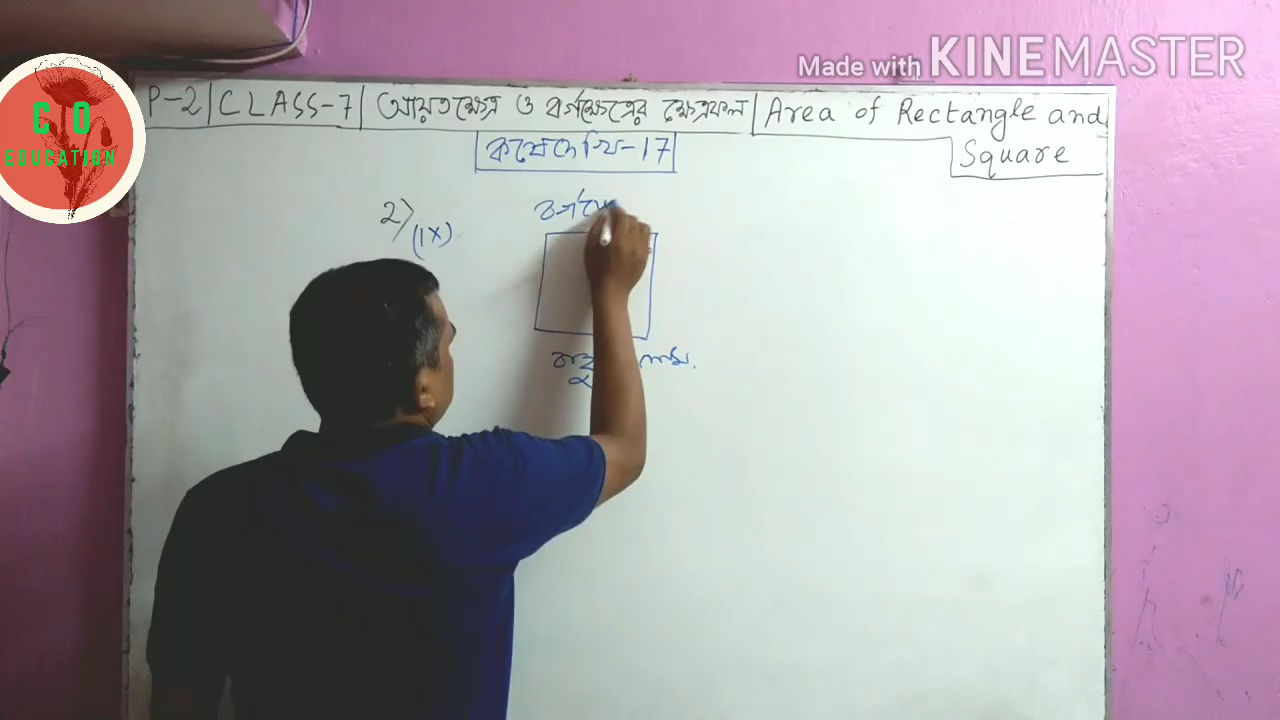 Made with KINEMASTER
CO
EDUCATION
P-2 | CLASS-7 | আয়তক্ষেত্র ও বর্গক্ষেত্রের ক্ষেত্রফল | Area of Rectangle and
Square
কষে দেখি-17
2)
(ix)